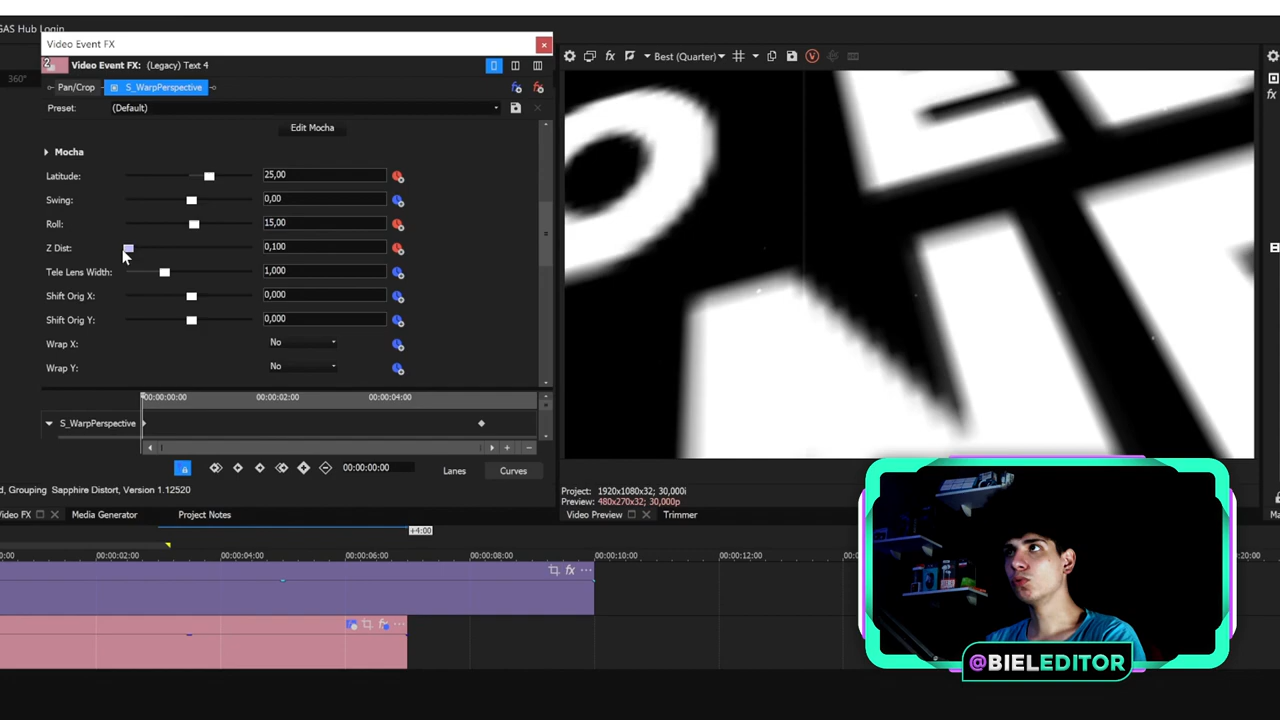 GAS Hub Login
Video Event FX
Video Event FX: (Legacy) Text 4
360°
Pan/Crop
S_WarpPerspective
Preset:
(Default)
Best (Quarter)
Edit Mocha
Mocha
Latitude: 25,00
Swing: 0,00
Roll: 15,00
Z Dist: 0,100
Tele Lens Width: 1,000
Shift Orig X: 0,000
Shift Orig Y: 0,000
Wrap X: No
Wrap Y: No
00:00:00:00
00:00:02:00
00:00:04:00
S_WarpPerspective
00:00:00:00
Lanes
Curves
d, Grouping Sapphire Distort, Version 1.12520
Project: 1920x1080x32; 30,000i
Preview: 480x270x32; 30,000p
Video FX
Media Generator
Project Notes
Video Preview
Trimmer
+4:00
00:00:02:00
00:00:04:00
00:00:06:00
00:00:08:00
00:00:10:00
00:00:12:00
@BIELEDITOR